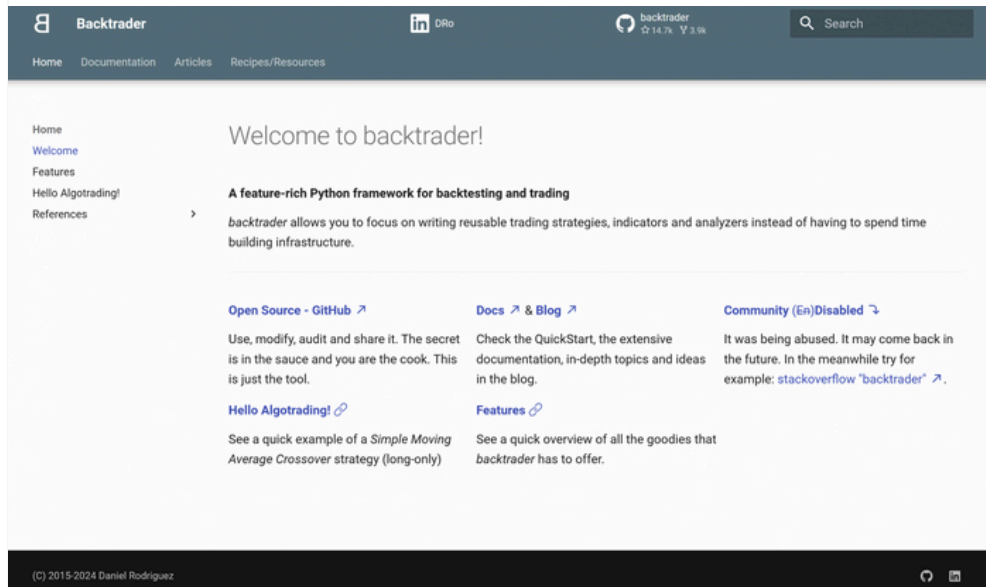 Backtrader
DRo
backtrader
14.7k 3.9k
Search
Home Documentation Articles Recipes/Resources
Home
Welcome
Features
Hello Algotrading!
References
Welcome to backtrader!
A feature-rich Python framework for backtesting and trading
backtrader allows you to focus on writing reusable trading strategies, indicators and analyzers instead of having to spend time
building infrastructure.
Open Source - GitHub
Use, modify, audit and share it. The secret
is in the sauce and you are the cook. This
is just the tool.
Docs & Blog
Check the QuickStart, the extensive
documentation, in-depth topics and ideas
in the blog.
Community (En)Disabled
It was being abused. It may come back in
the future. In the meanwhile try for
example: stackoverflow "backtrader" .
Hello Algotrading!
See a quick example of a Simple Moving
Average Crossover strategy (long-only)
Features
See a quick overview of all the goodies that
backtrader has to offer.
(C) 2015-2024 Daniel Rodriguez